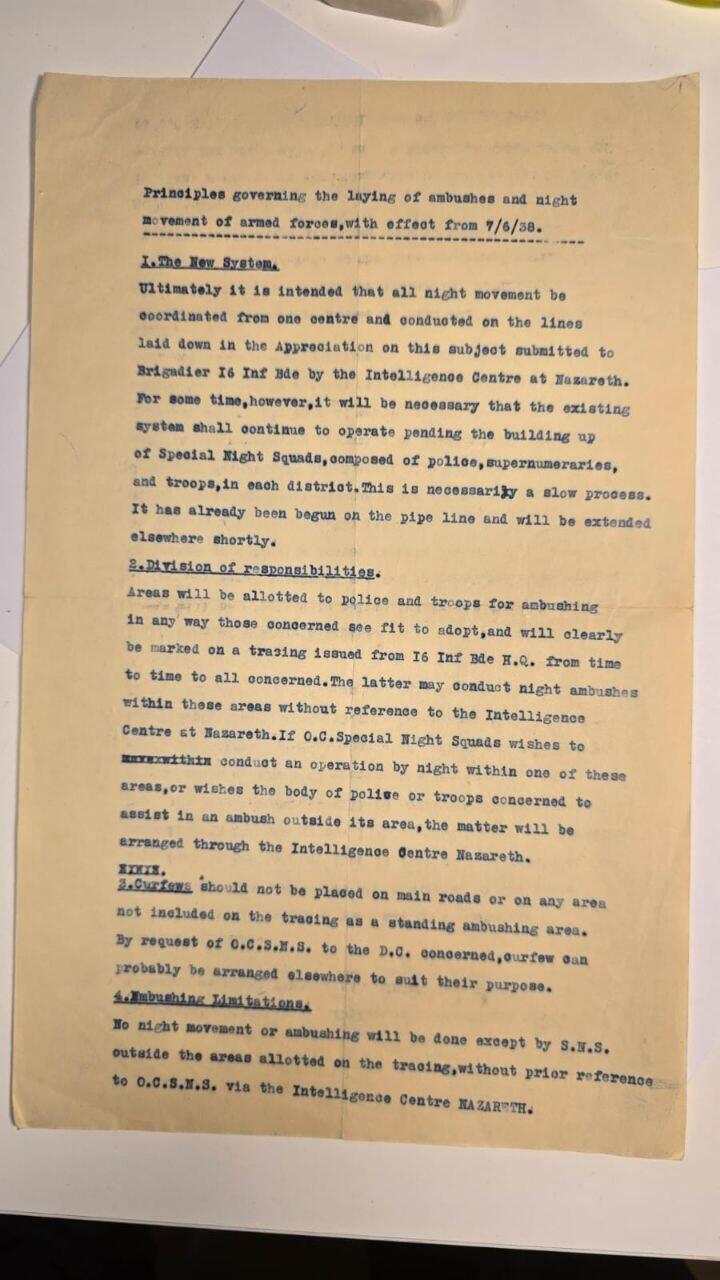 Principles governing the laying of ambushes and night
movement of armed forces,with effect from 7/6/38.
I.The New System.
Ultimately it is intended that all night movement be
coordinated from one centre and conducted on the lines
laid down in the Appreciation on this subject submitted to
Brigadier I6 Inf Bde by the Intelligence Centre at Nazareth.
For some time,however,it will be necessary that the existing
system shall continue to operate pending the building up
of Special Night Squads,composed of police,supernumeraries,
and troops,in each district.This is necessarily a slow process.
It has already been begun on the pipe line and will be extended
elsewhere shortly.
2.Division of responsibilities.
Areas will be allotted to police and troops for ambushing
in any way those concerned see fit to adopt,and will clearly
be marked on a tracing issued from I6 Inf Bde H.Q. from time
to time to all concerned.The latter may conduct night ambushes
within these areas without reference to the Intelligence
Centre at Nazareth.If O.C.Special Night Squads wishes to
conduct an operation by night within one of these
areas,or wishes the body of police or troops concerned to
assist in an ambush outside its area,the matter will be
arranged through the Intelligence Centre Nazareth.
3.Curfews should not be placed on main roads or on any area
not included on the tracing as a standing ambushing area.
By request of O.C.S.N.S. to the D.C. concerned,curfew can
probably be arranged elsewhere to suit their purpose.
4.Ambushing Limitations.
No night movement or ambushing will be done except by S.N.S.
outside the areas allotted on the tracing,without prior reference
to O.C.S.N.S. via the Intelligence Centre NAZARETH.